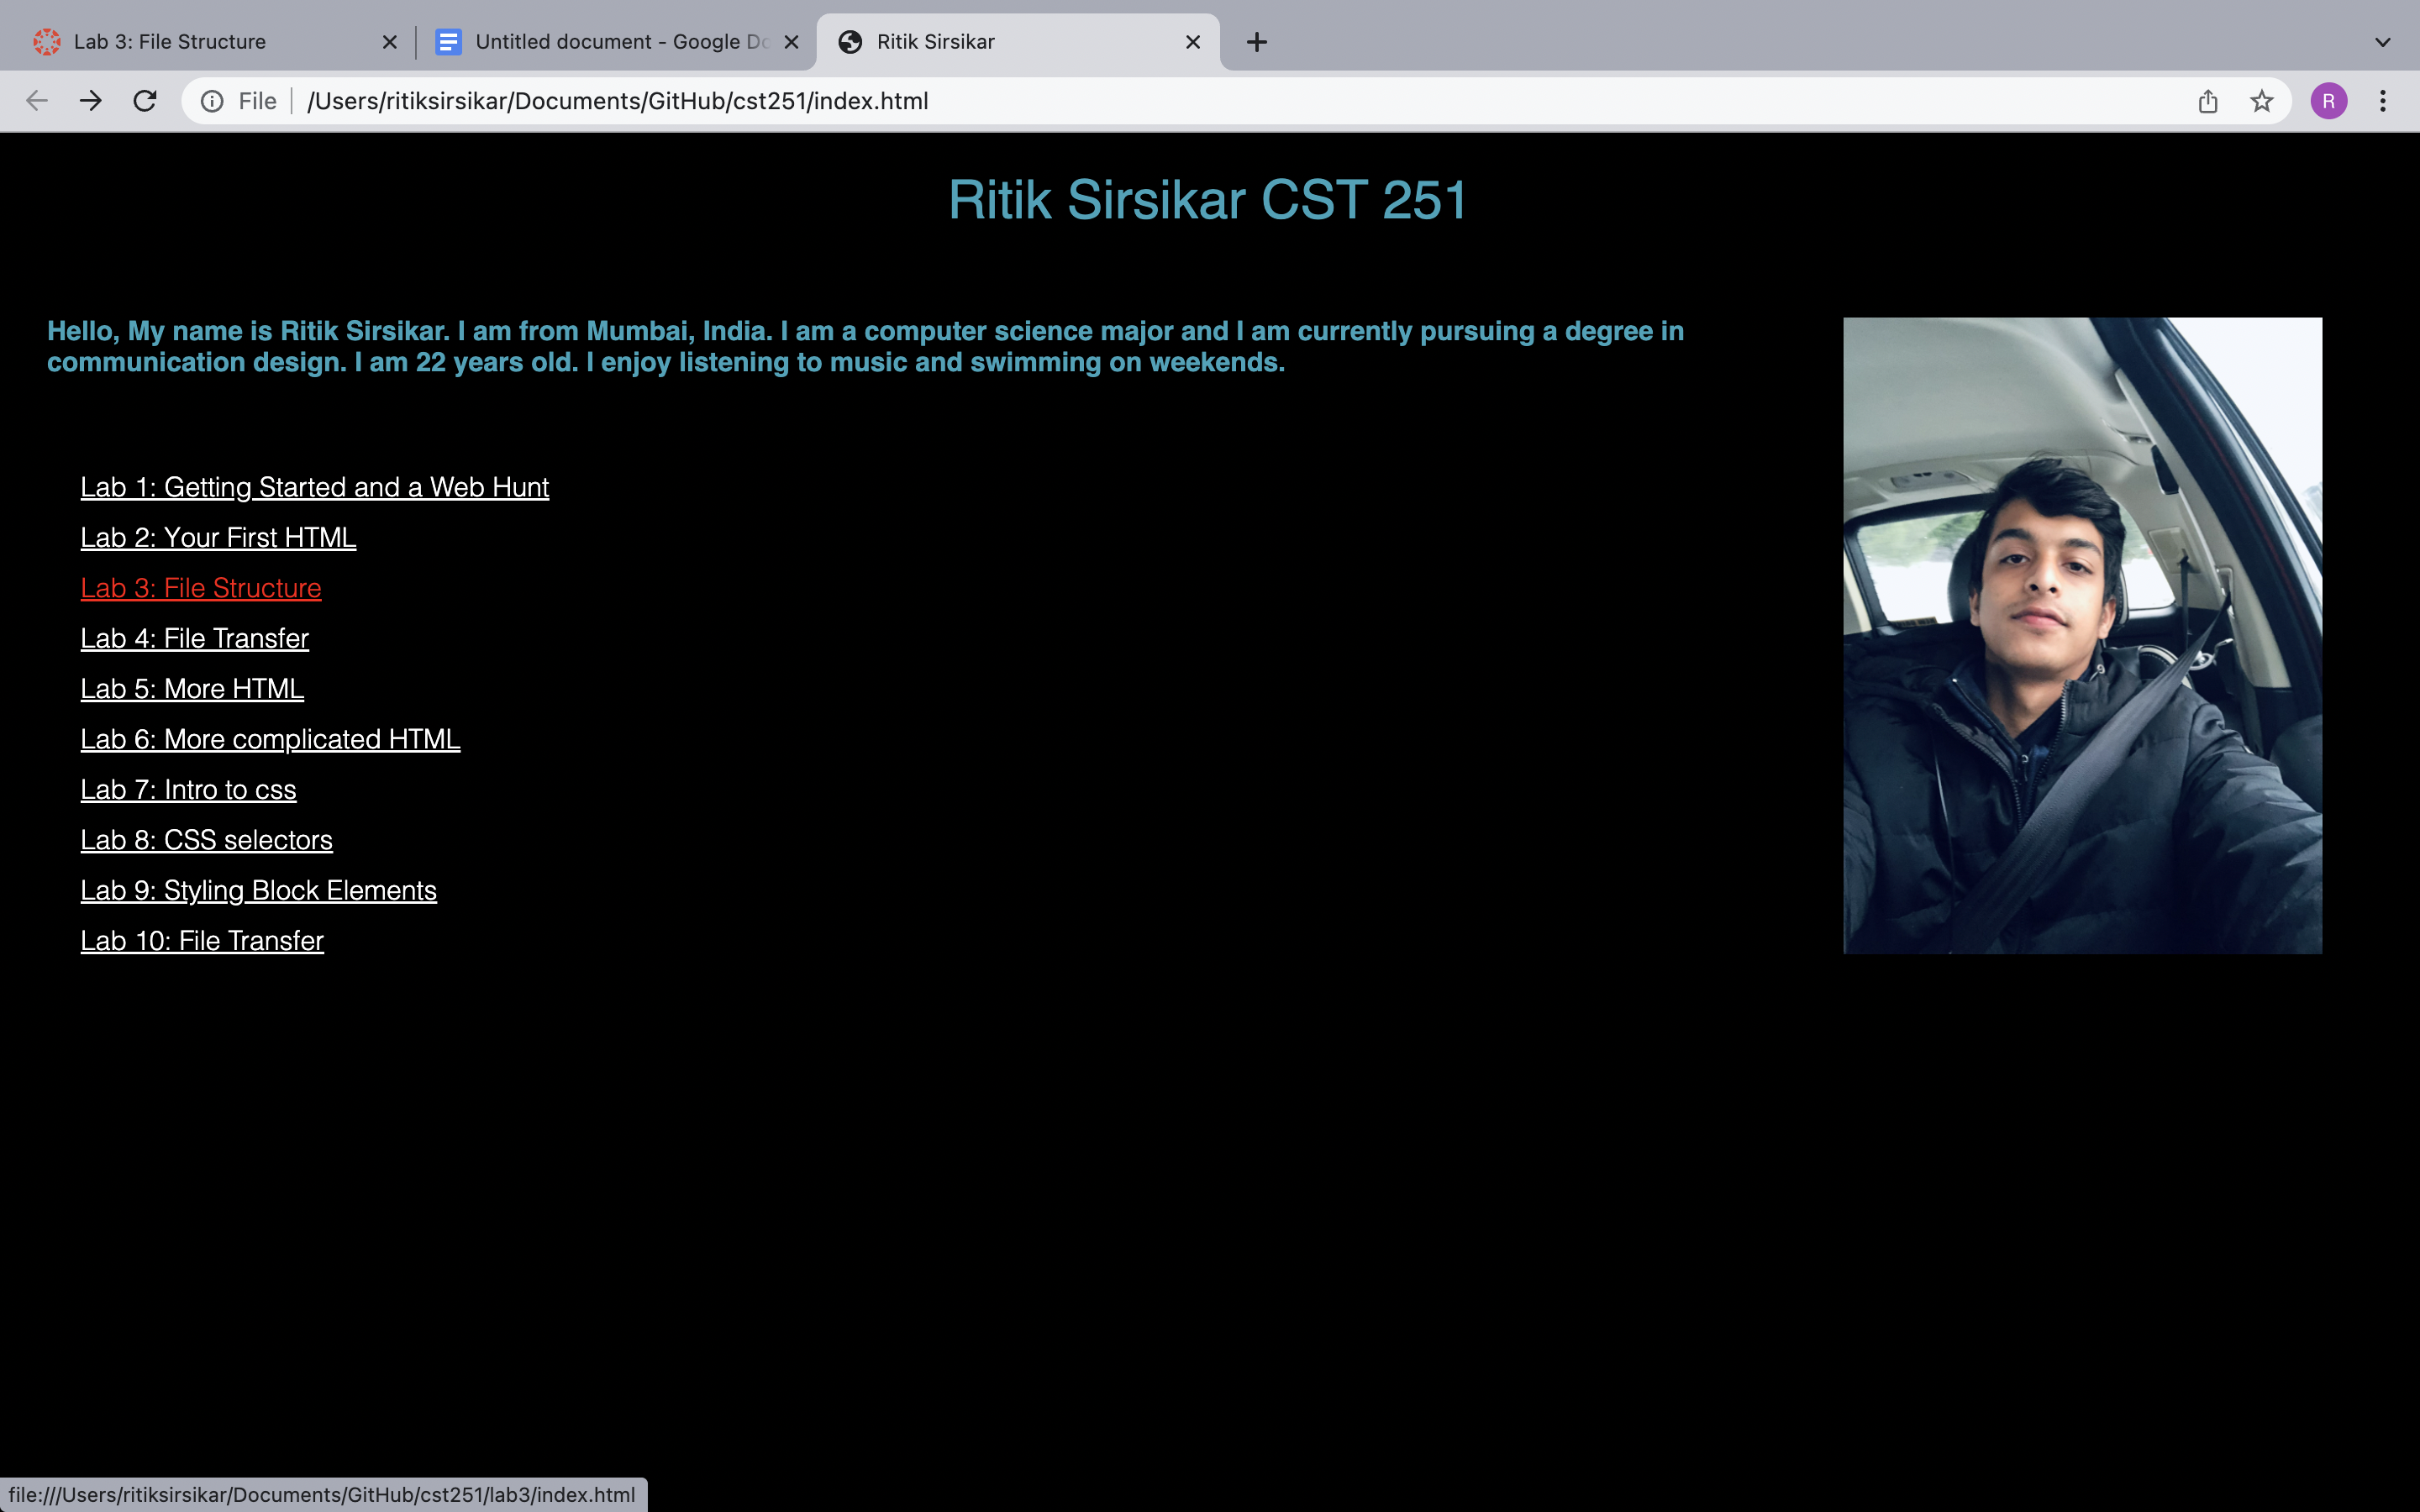 Lab 3: File Structure
Untitled document - Google Do
Ritik Sirsikar
File
/Users/ritiksirsikar/Documents/GitHub/cst251/index.html
R
Ritik Sirsikar CST 251
Hello, My name is Ritik Sirsikar. I am from Mumbai, India. I am a computer science major and I am currently pursuing a degree in
communication design. I am 22 years old. I enjoy listening to music and swimming on weekends.
Lab 1: Getting Started and a Web Hunt
Lab 2: Your First HTML
Lab 3: File Structure
Lab 4: File Transfer
Lab 5: More HTML
Lab 6: More complicated HTML
Lab 7: Intro to css
Lab 8: CSS selectors
Lab 9: Styling Block Elements
Lab 10: File Transfer
file:///Users/ritiksirsikar/Documents/GitHub/cst251/lab3/index.html